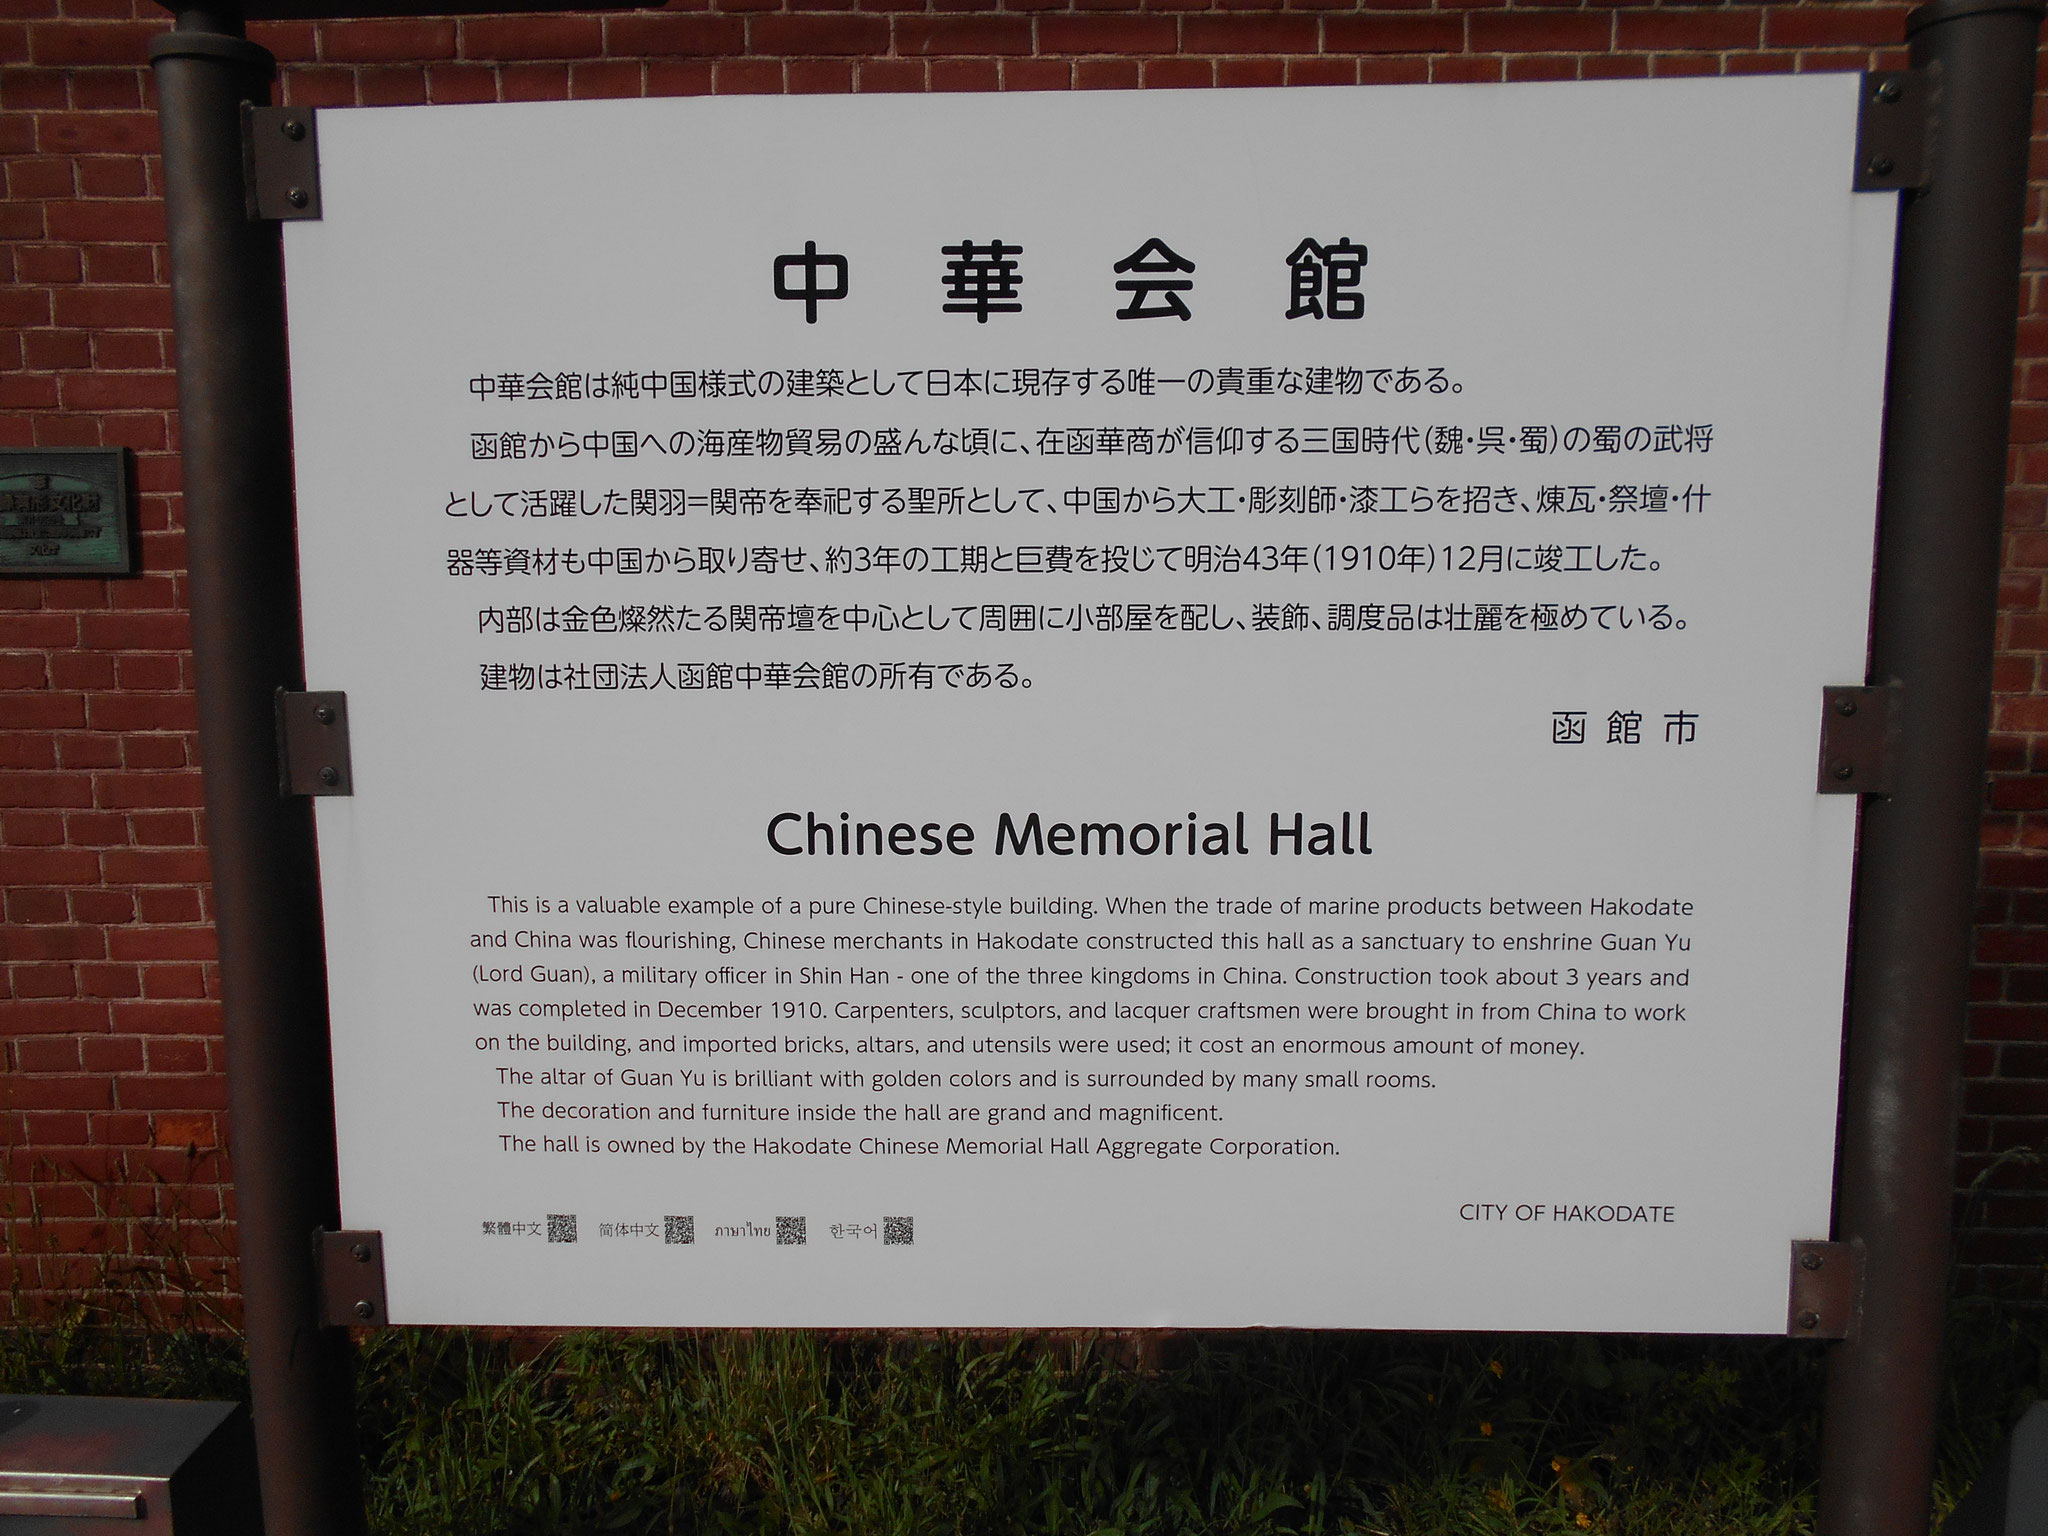 中華会館
中華会館は純中国様式の建築として日本に現存する唯一の貴重な建物である。
函館から中国への海産物貿易の盛んな頃に、在函華商が信仰する三国時代(魏・呉・蜀)の蜀の武将
として活躍した関羽=関帝を奉祀する聖所として、中国から大工・彫刻師・漆工らを招き、煉瓦・祭壇・什
器等資材も中国から取り寄せ、約3年の工期と巨費を投じて明治43年(1910年)12月に竣工した。
内部は金色燦然たる関帝壇を中心として周囲に小部屋を配し、装飾、調度品は壮麗を極めている。
建物は社団法人函館中華会館の所有である。
函館市
Chinese Memorial Hall
This is a valuable example of a pure Chinese-style building. When the trade of marine products between Hakodate
and China was flourishing, Chinese merchants in Hakodate constructed this hall as a sanctuary to enshrine Guan Yu
(Lord Guan), a military officer in Shin Han - one of the three kingdoms in China. Construction took about 3 years and
was completed in December 1910. Carpenters, sculptors, and lacquer craftsmen were brought in from China to work
on the building, and imported bricks, altars, and utensils were used; it cost an enormous amount of money.
The altar of Guan Yu is brilliant with golden colors and is surrounded by many small rooms.
The decoration and furniture inside the hall are grand and magnificent.
The hall is owned by the Hakodate Chinese Memorial Hall Aggregate Corporation.
CITY OF HAKODATE
繁體中文 简体中文 ภาษาไทย 한국어